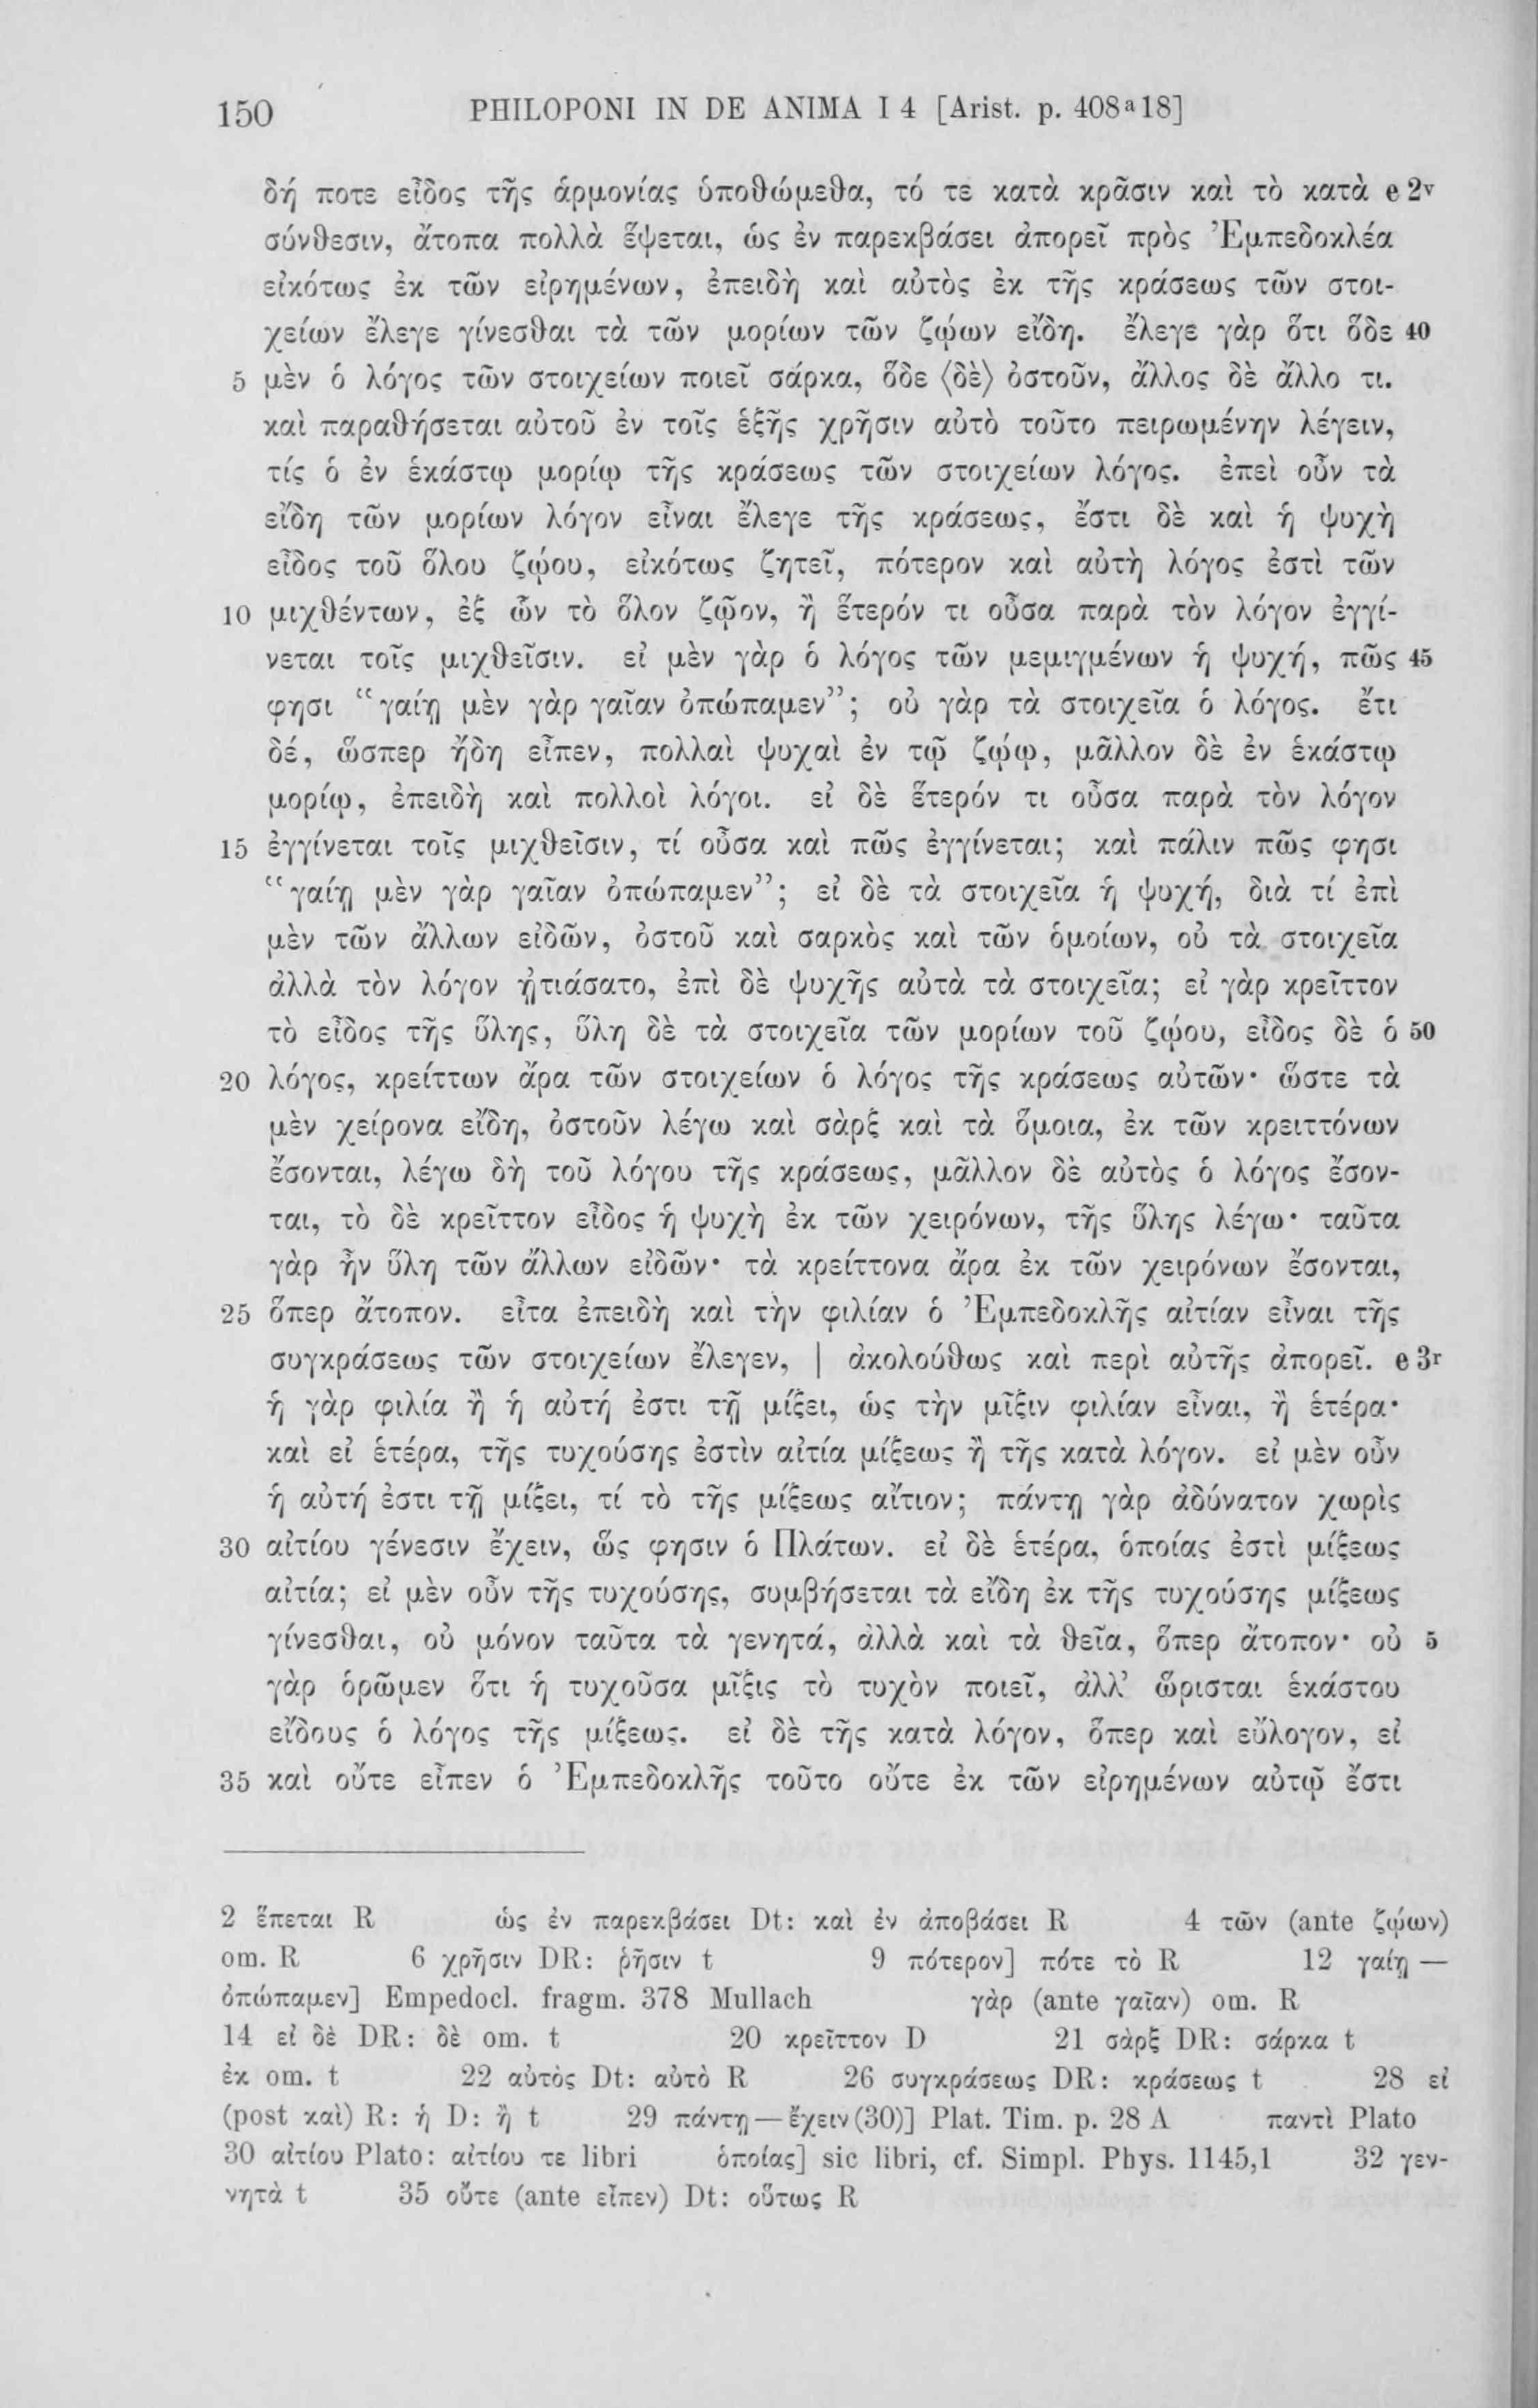 150 PHILOPONI IN DE ANIMA I 4 [Arist. p. 408ᵃ18]
δή ποτε εἶδος τῆς ἁρμονίας ὑποθώμεθα, τό τε κατὰ κρᾶσιν καὶ τὸ κατὰ e 2ᵛ
σύνθεσιν, ἄτοπα πολλὰ ἕψεται, ὡς ἐν παρεκβάσει ἀπορεῖ πρὸς Ἐμπεδοκλέα
εἰκότως ἐκ τῶν εἰρημένων, ἐπειδὴ καὶ αὐτὸς ἐκ τῆς κράσεως τῶν στοι-
χείων ἔλεγε γίνεσθαι τὰ τῶν μορίων τῶν ζῴων εἴδη. ἔλεγε γὰρ ὅτι ὅδε 40
5 μὲν ὁ λόγος τῶν στοιχείων ποιεῖ σάρκα, ὅδε ⟨δὲ⟩ ὀστοῦν, ἄλλος δὲ ἄλλο τι.
καὶ παραθήσεται αὐτοῦ ἐν τοῖς ἑξῆς χρῆσιν αὐτὸ τοῦτο πειρωμένην λέγειν,
τίς ὁ ἐν ἑκάστῳ μορίῳ τῆς κράσεως τῶν στοιχείων λόγος. ἐπεὶ οὖν τὰ
εἴδη τῶν μορίων λόγον εἶναι ἔλεγε τῆς κράσεως, ἔστι δὲ καὶ ἡ ψυχὴ
εἶδος τοῦ ὅλου ζῴου, εἰκότως ζητεῖ, πότερον καὶ αὐτὴ λόγος ἐστὶ τῶν
10 μιχθέντων, ἐξ ὧν τὸ ὅλον ζῷον, ἢ ἕτερόν τι οὖσα παρὰ τὸν λόγον ἐγγί-
νεται τοῖς μιχθεῖσιν. εἰ μὲν γὰρ ὁ λόγος τῶν μεμιγμένων ἡ ψυχή, πῶς 45
φησι “γαίῃ μὲν γὰρ γαῖαν ὀπώπαμεν”; οὐ γὰρ τὰ στοιχεῖα ὁ λόγος. ἔτι
δέ, ὥσπερ ἤδη εἶπεν, πολλαὶ ψυχαὶ ἐν τῷ ζῴῳ, μᾶλλον δὲ ἐν ἑκάστῳ
μορίῳ, ἐπειδὴ καὶ πολλοὶ λόγοι. εἰ δὲ ἕτερόν τι οὖσα παρὰ τὸν λόγον
15 ἐγγίνεται τοῖς μιχθεῖσιν, τί οὖσα καὶ πῶς ἐγγίνεται; καὶ πάλιν πῶς φησι
“γαίῃ μὲν γὰρ γαῖαν ὀπώπαμεν”; εἰ δὲ τὰ στοιχεῖα ἡ ψυχή, διὰ τί ἐπὶ
μὲν τῶν ἄλλων εἰδῶν, ὀστοῦ καὶ σαρκὸς καὶ τῶν ὁμοίων, οὐ τὰ στοιχεῖα
ἀλλὰ τὸν λόγον ᾐτιάσατο, ἐπὶ δὲ ψυχῆς αὐτὰ τὰ στοιχεῖα; εἰ γὰρ κρεῖττον
τὸ εἶδος τῆς ὕλης, ὕλη δὲ τὰ στοιχεῖα τῶν μορίων τοῦ ζῴου, εἶδος δὲ ὁ 50
20 λόγος, κρείττων ἄρα τῶν στοιχείων ὁ λόγος τῆς κράσεως αὐτῶν· ὥστε τὰ
μὲν χείρονα εἴδη, ὀστοῦν λέγω καὶ σὰρξ καὶ τὰ ὅμοια, ἐκ τῶν κρειττόνων
ἔσονται, λέγω δὴ τοῦ λόγου τῆς κράσεως, μᾶλλον δὲ αὐτὸς ὁ λόγος ἔσον-
ται, τὸ δὲ κρεῖττον εἶδος ἡ ψυχὴ ἐκ τῶν χειρόνων, τῆς ὕλης λέγω· ταῦτα
γὰρ ἦν ὕλη τῶν ἄλλων εἰδῶν· τὰ κρείττονα ἄρα ἐκ τῶν χειρόνων ἔσονται,
25 ὅπερ ἄτοπον. εἶτα ἐπειδὴ καὶ τὴν φιλίαν ὁ Ἐμπεδοκλῆς αἰτίαν εἶναι τῆς
συγκράσεως τῶν στοιχείων ἔλεγεν, | ἀκολούθως καὶ περὶ αὐτῆς ἀπορεῖ. e 3ʳ
ἡ γὰρ φιλία ἢ ἡ αὐτή ἐστι τῇ μίξει, ὡς τὴν μῖξιν φιλίαν εἶναι, ἢ ἑτέρα·
καὶ εἰ ἑτέρα, τῆς τυχούσης ἐστὶν αἰτία μίξεως ἢ τῆς κατὰ λόγον. εἰ μὲν οὖν
ἡ αὐτή ἐστι τῇ μίξει, τί τὸ τῆς μίξεως αἴτιον; πάντῃ γὰρ ἀδύνατον χωρὶς
30 αἰτίου γένεσιν ἔχειν, ὥς φησιν ὁ Πλάτων. εἰ δὲ ἑτέρα, ὁποίας ἐστὶ μίξεως
αἰτία; εἰ μὲν οὖν τῆς τυχούσης, συμβήσεται τὰ εἴδη ἐκ τῆς τυχούσης μίξεως
γίνεσθαι, οὐ μόνον ταῦτα τὰ γενητά, ἀλλὰ καὶ τὰ θεῖα, ὅπερ ἄτοπον· οὐ 5
γὰρ ὁρῶμεν ὅτι ἡ τυχοῦσα μῖξις τὸ τυχὸν ποιεῖ, ἀλλ’ ὥρισται ἑκάστου
εἴδους ὁ λόγος τῆς μίξεως. εἰ δὲ τῆς κατὰ λόγον, ὅπερ καὶ εὔλογον, εἰ
35 καὶ οὔτε εἶπεν ὁ Ἐμπεδοκλῆς τοῦτο οὔτε ἐκ τῶν εἰρημένων αὐτῷ ἔστι
2 ἕπεται R ὡς ἐν παρεκβάσει Dt: καὶ ἐν ἀποβάσει R 4 τῶν (ante ζῴων)
om. R 6 χρῆσιν DR: ῥῆσιν t 9 πότερον] πότε τὸ R 12 γαίῃ —
ὀπώπαμεν] Empedocl. fragm. 378 Mullach γὰρ (ante γαῖαν) om. R
14 εἰ δὲ DR: δὲ om. t 20 κρεῖττον D 21 σὰρξ DR: σάρκα t
ἐκ om. t 22 αὐτὸς Dt: αὐτὸ R 26 συγκράσεως DR: κράσεως t 28 εἰ
(post καὶ) R: ἡ D: ἢ t 29 πάντῃ — ἔχειν (30)] Plat. Tim. p. 28 A παντὶ Plato
30 αἰτίου Plato: αἰτίου τε libri ὁποίας] sic libri, cf. Simpl. Phys. 1145,1 32 γεν-
νητὰ t 35 οὔτε (ante εἶπεν) Dt: οὕτως R